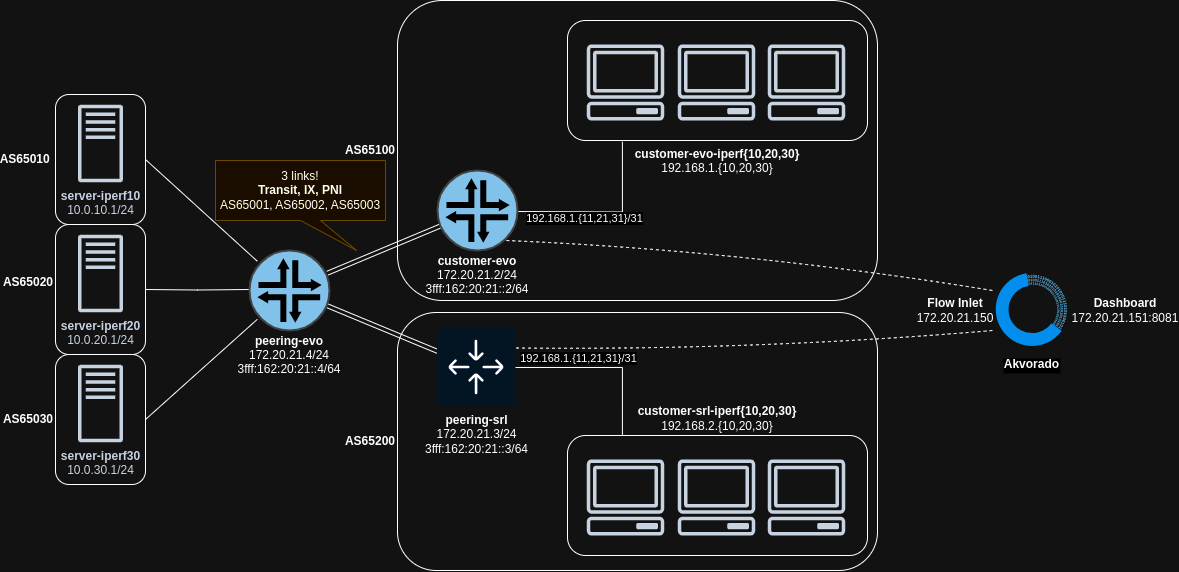 AS65010
server-iperf10
10.0.10.1/24
AS65020
server-iperf20
10.0.20.1/24
AS65030
server-iperf30
10.0.30.1/24
3 links!
Transit, IX, PNI
AS65001, AS65002, AS65003
peering-evo
172.20.21.4/24
3fff:162:20:21::4/64
AS65100
customer-evo-iperf{10,20,30}
192.168.1.{10,20,30}
192.168.1.{11,21,31}/31
customer-evo
172.20.21.2/24
3fff:162:20:21::2/64
AS65200
192.168.1.{11,21,31}/31
peering-srl
172.20.21.3/24
3fff:162:20:21::3/64
customer-srl-iperf{10,20,30}
192.168.2.{10,20,30}
Flow Inlet
172.20.21.150
Dashboard
172.20.21.151:8081
Akvorado